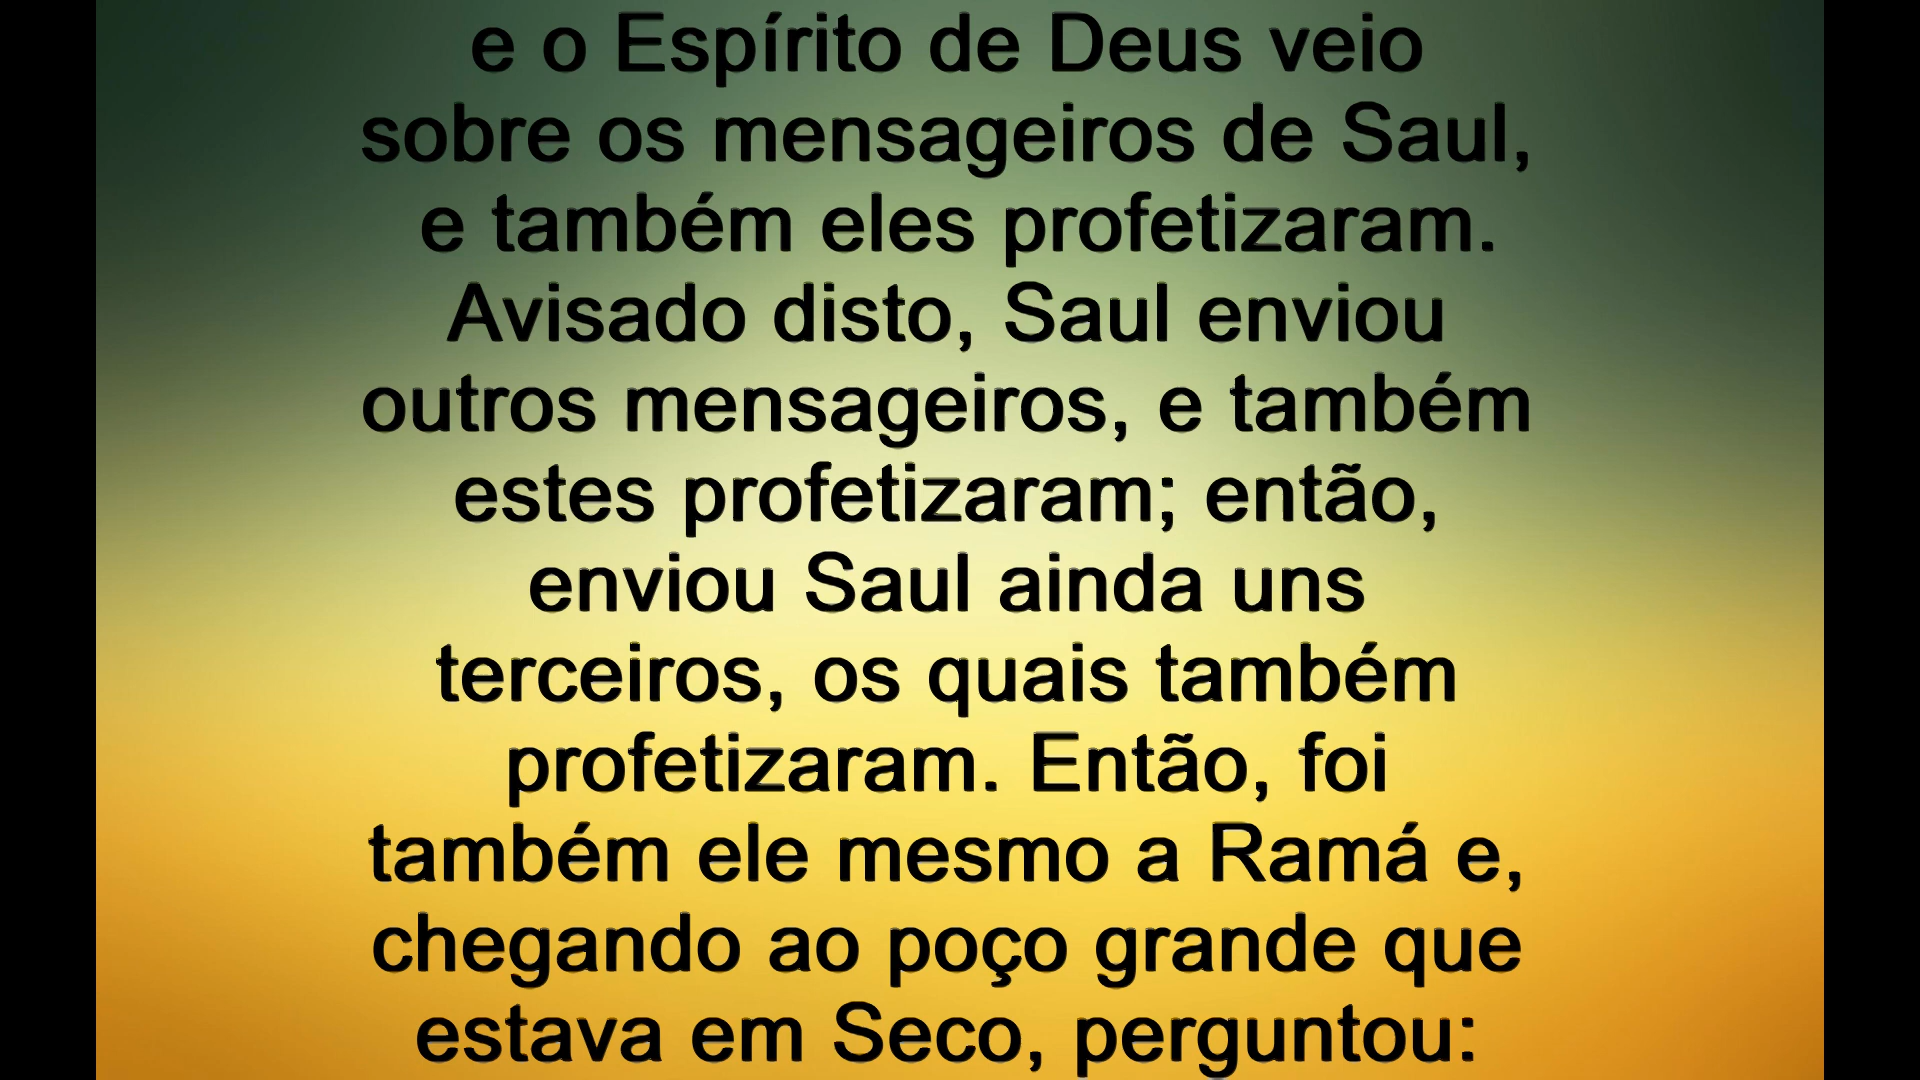 e o Espírito de Deus veio
sobre os mensageiros de Saul,
e também eles profetizaram.
Avisado disto, Saul enviou
outros mensageiros, e também
estes profetizaram; então,
enviou Saul ainda uns
terceiros, os quais também
profetizaram. Então, foi
também ele mesmo a Ramá e,
chegando ao poço grande que
estava em Seco, perguntou: